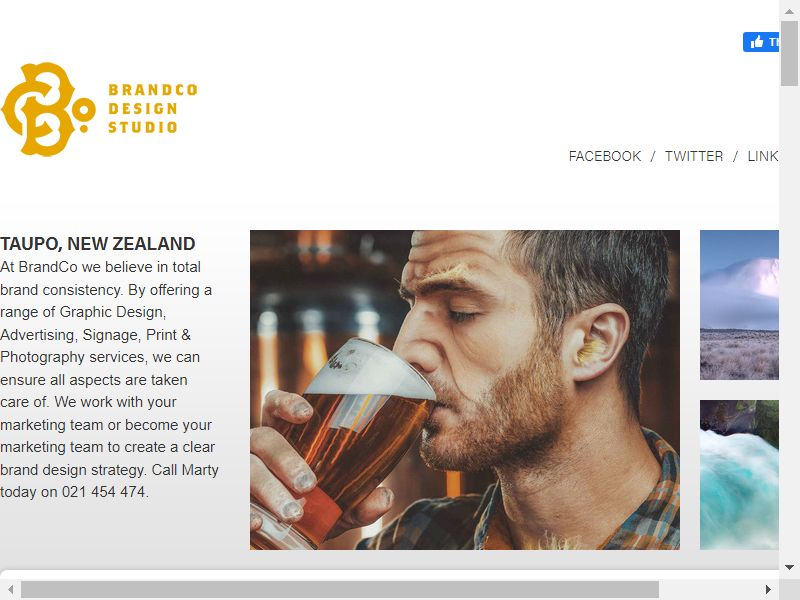 BRANDCO
DESIGN
STUDIO
FACEBOOK / TWITTER / LINK
TAUPO, NEW ZEALAND
At BrandCo we believe in total
brand consistency. By offering a
range of Graphic Design,
Advertising, Signage, Print &
Photography services, we can
ensure all aspects are taken
care of. We work with your
marketing team or become your
marketing team to create a clear
brand design strategy. Call Marty
today on 021 454 474.